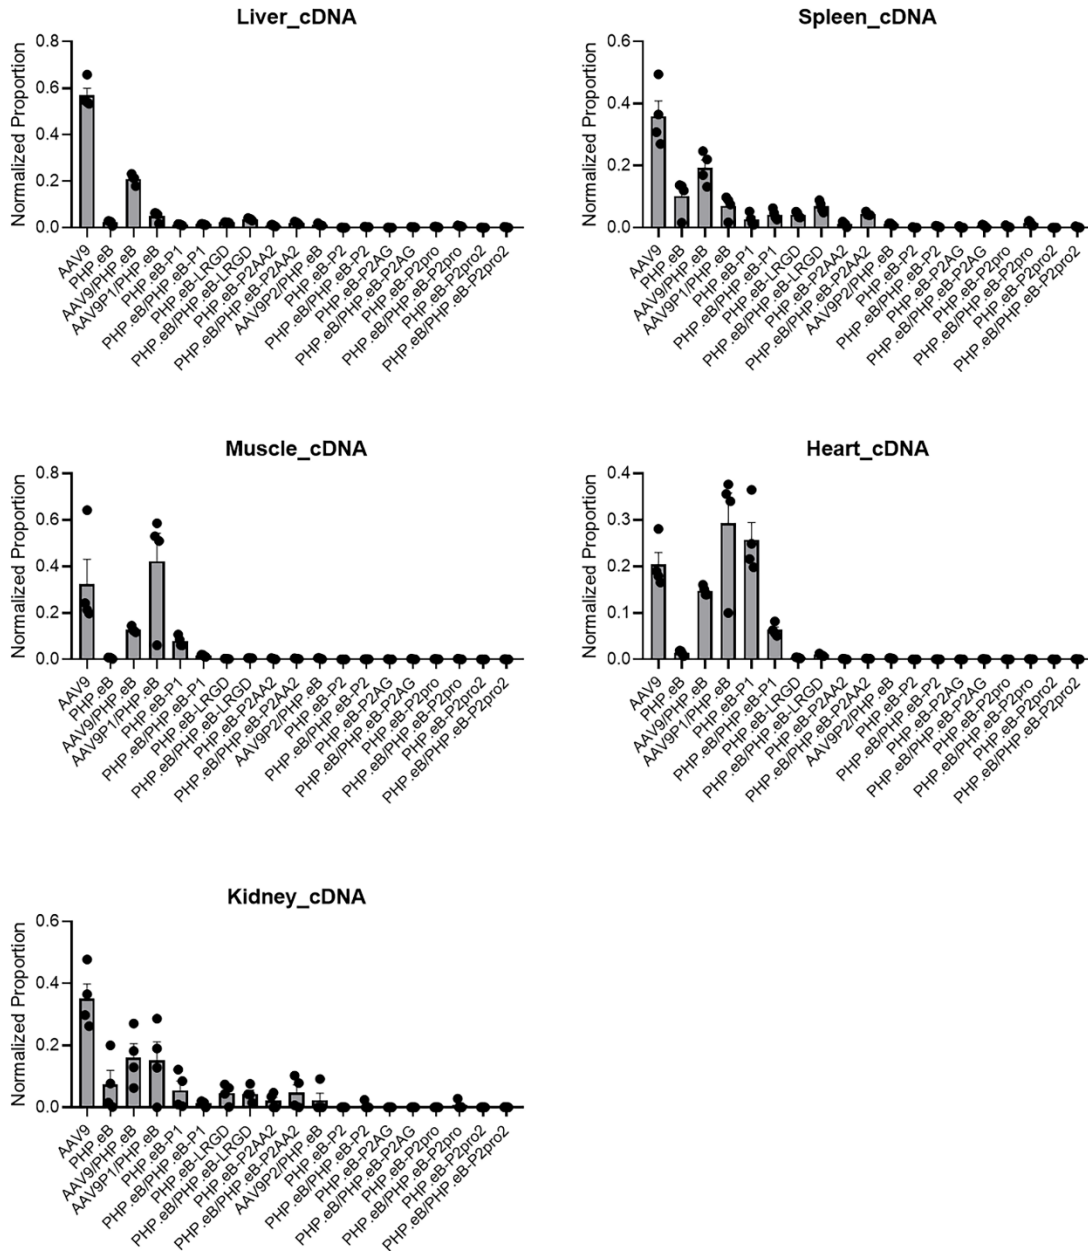 Liver_cDNA
Normalized Proportion
0.8
0.6
0.4
0.2
0.0
AAV9
PHP.eB
AAV9/PHP.eB
AAV9P1/PHP.eB
PHP.eB-P1
PHP.eB/PHP.eB-P1
PHP.eB-LRGD
PHP.eB/PHP.eB-LRGD
PHP.eB-P2AA2
PHP.eB/PHP.eB-P2AA2
AAV9P2/PHP.eB
PHP.eB-P2
PHP.eB/PHP.eB-P2
PHP.eB-P2AG
PHP.eB/PHP.eB-P2AG
PHP.eB-P2pro
PHP.eB/PHP.eB-P2pro
PHP.eB-P2pro2
PHP.eB/PHP.eB-P2pro2
Spleen_cDNA
Normalized Proportion
0.6
0.4
0.2
0.0
AAV9
PHP.eB
AAV9/PHP.eB
AAV9P1/PHP.eB
PHP.eB-P1
PHP.eB/PHP.eB-P1
PHP.eB-LRGD
PHP.eB/PHP.eB-LRGD
PHP.eB-P2AA2
PHP.eB/PHP.eB-P2AA2
AAV9P2/PHP.eB
PHP.eB-P2
PHP.eB/PHP.eB-P2
PHP.eB-P2AG
PHP.eB/PHP.eB-P2AG
PHP.eB-P2pro
PHP.eB/PHP.eB-P2pro
PHP.eB-P2pro2
PHP.eB/PHP.eB-P2pro2
Muscle_cDNA
Normalized Proportion
0.8
0.6
0.4
0.2
0.0
AAV9
PHP.eB
AAV9/PHP.eB
AAV9P1/PHP.eB
PHP.eB-P1
PHP.eB/PHP.eB-P1
PHP.eB-LRGD
PHP.eB/PHP.eB-LRGD
PHP.eB-P2AA2
PHP.eB/PHP.eB-P2AA2
AAV9P2/PHP.eB
PHP.eB-P2
PHP.eB/PHP.eB-P2
PHP.eB-P2AG
PHP.eB/PHP.eB-P2AG
PHP.eB-P2pro
PHP.eB/PHP.eB-P2pro
PHP.eB-P2pro2
PHP.eB/PHP.eB-P2pro2
Heart_cDNA
Normalized Proportion
0.4
0.3
0.2
0.1
0.0
AAV9
PHP.eB
AAV9/PHP.eB
AAV9P1/PHP.eB
PHP.eB-P1
PHP.eB/PHP.eB-P1
PHP.eB-LRGD
PHP.eB/PHP.eB-LRGD
PHP.eB-P2AA2
PHP.eB/PHP.eB-P2AA2
AAV9P2/PHP.eB
PHP.eB-P2
PHP.eB/PHP.eB-P2
PHP.eB-P2AG
PHP.eB/PHP.eB-P2AG
PHP.eB-P2pro
PHP.eB/PHP.eB-P2pro
PHP.eB-P2pro2
PHP.eB/PHP.eB-P2pro2
Kidney_cDNA
Normalized Proportion
0.6
0.4
0.2
0.0
AAV9
PHP.eB
AAV9/PHP.eB
AAV9P1/PHP.eB
PHP.eB-P1
PHP.eB/PHP.eB-P1
PHP.eB-LRGD
PHP.eB/PHP.eB-LRGD
PHP.eB-P2AA2
PHP.eB/PHP.eB-P2AA2
AAV9P2/PHP.eB
PHP.eB-P2
PHP.eB/PHP.eB-P2
PHP.eB-P2AG
PHP.eB/PHP.eB-P2AG
PHP.eB-P2pro
PHP.eB/PHP.eB-P2pro
PHP.eB-P2pro2
PHP.eB/PHP.eB-P2pro2